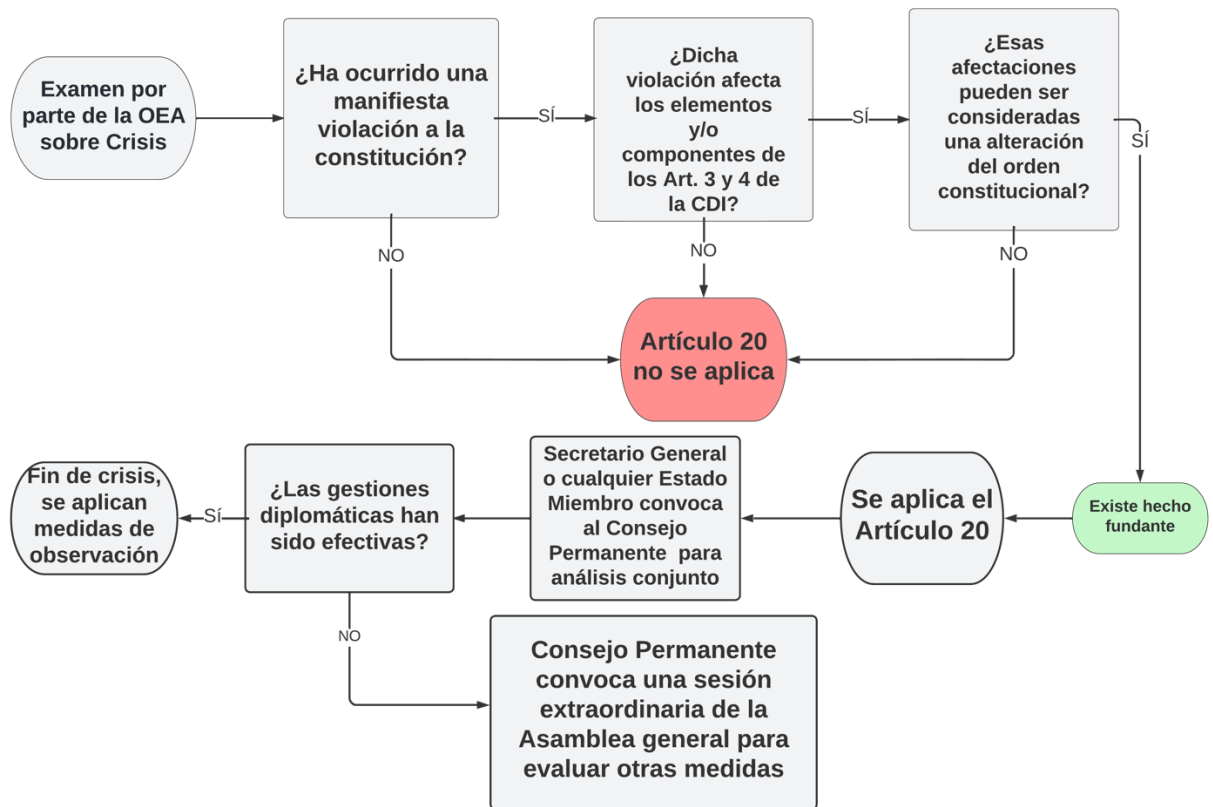 Examen por
parte de la OEA
sobre Crisis
¿Ha ocurrido una
manifiesta
violación a la
constitución?
SÍ
¿Dicha
violación afecta
los elementos
y/o
componentes de
los Art. 3 y 4 de
la CDI?
SÍ
¿Esas
afectaciones
pueden ser
consideradas
una alteración
del orden
constitucional?
SÍ
NO
NO
NO
Artículo 20
no se aplica
Existe hecho
fundante
Se aplica el
Artículo 20
Secretario General
o cualquier Estado
Miembro convoca
al Consejo
Permanente para
análisis conjunto
¿Las gestiones
diplomáticas han
sido efectivas?
Sí
Fin de crisis,
se aplican
medidas de
observación
NO
Consejo Permanente
convoca una sesión
extraordinaria de la
Asamblea general para
evaluar otras medidas